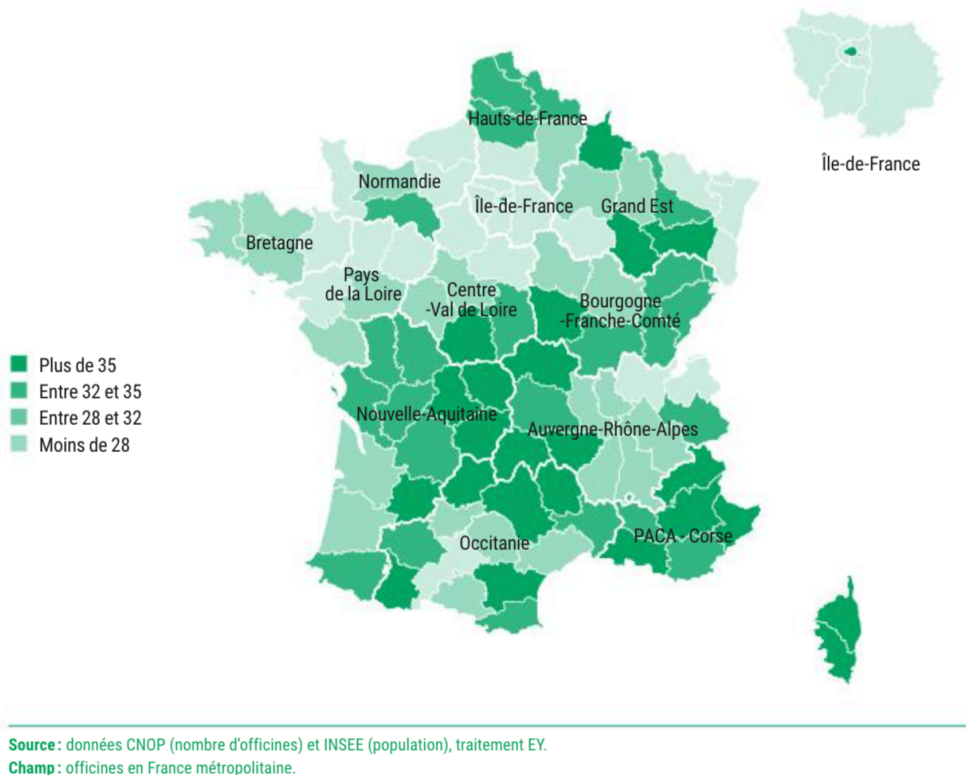 Hauts-de-France
Île-de-France
Normandie
Île-de-France
Grand Est
Bretagne
Pays
de la Loire
Centre
-Val de Loire
Bourgogne
-Franche-Comté
Plus de 35
Entre 32 et 35
Entre 28 et 32
Moins de 28
Nouvelle-Aquitaine
Auvergne-Rhône-Alpes
Occitanie
PACA - Corse
Source : données CNOP (nombre d'officines) et INSEE (population), traitement EY.
Champ : officines en France métropolitaine.